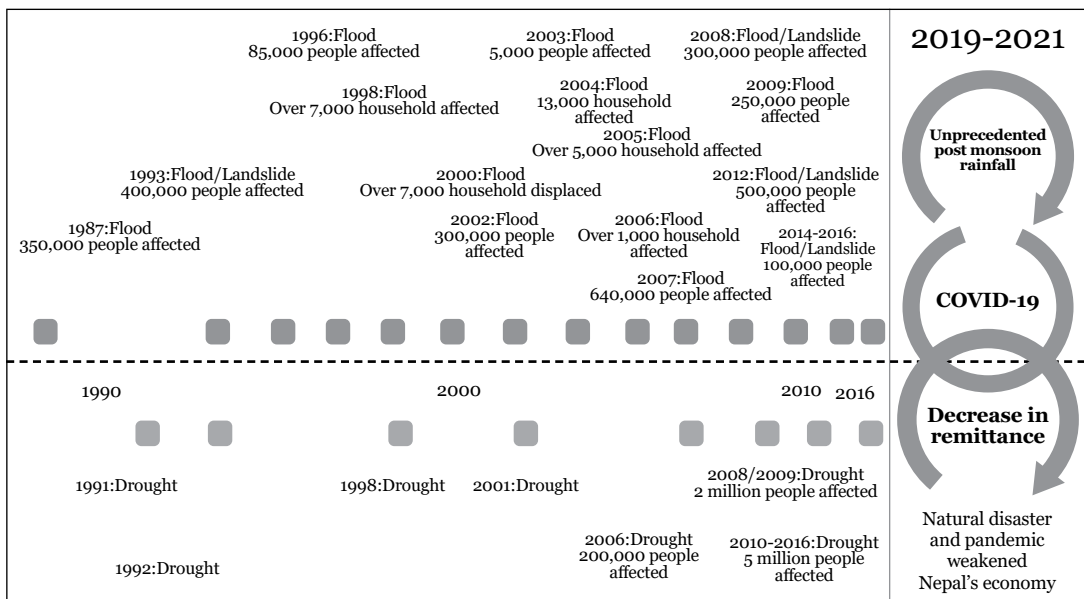 1996:Flood
85,000 people affected
2003:Flood
5,000 people affected
2008:Flood/Landslide
300,000 people affected
1998:Flood
Over 7,000 household affected
2004:Flood
13,000 household
affected
2009:Flood
250,000 people
affected
2005:Flood
Over 5,000 household affected
1993:Flood/Landslide
400,000 people affected
2000:Flood
Over 7,000 household displaced
2012:Flood/Landslide
500,000 people
affected
1987:Flood
350,000 people affected
2002:Flood
300,000 people
affected
2006:Flood
Over 1,000 household
affected
2014-2016:
Flood/Landslide
100,000 people
affected
2007:Flood
640,000 people affected
1990
2000
2010
2016
1991:Drought
1998:Drought
2001:Drought
2008/2009:Drought
2 million people affected
1992:Drought
2006:Drought
200,000 people
affected
2010-2016:Drought
5 million people
affected
2019-2021
Unprecedented
post monsoon
rainfall
COVID-19
Decrease in
remittance
Natural disaster
and pandemic
weakened
Nepal's economy